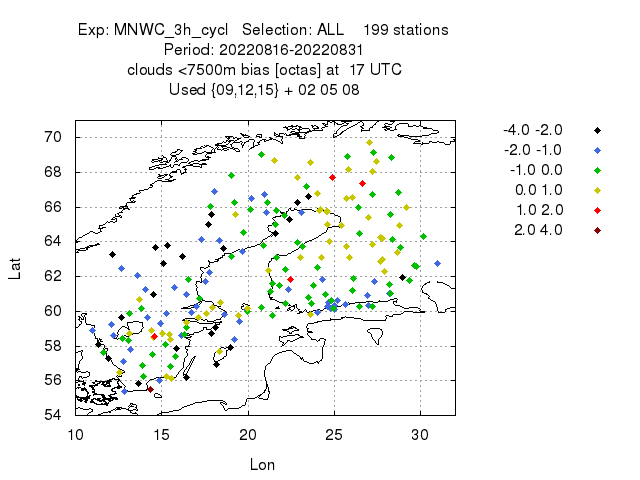 Exp: MNWC_3h_cycl   Selection: ALL    199 stations
Period: 20220816-20220831
clouds <7500m bias [octas] at  17 UTC
Used {09,12,15} + 02 05 08
-4.0 -2.0
-2.0 -1.0
-1.0 0.0
0.0 1.0
1.0 2.0
2.0 4.0
Lat
70
68
66
64
62
60
58
56
54
10 15 20 25 30
Lon